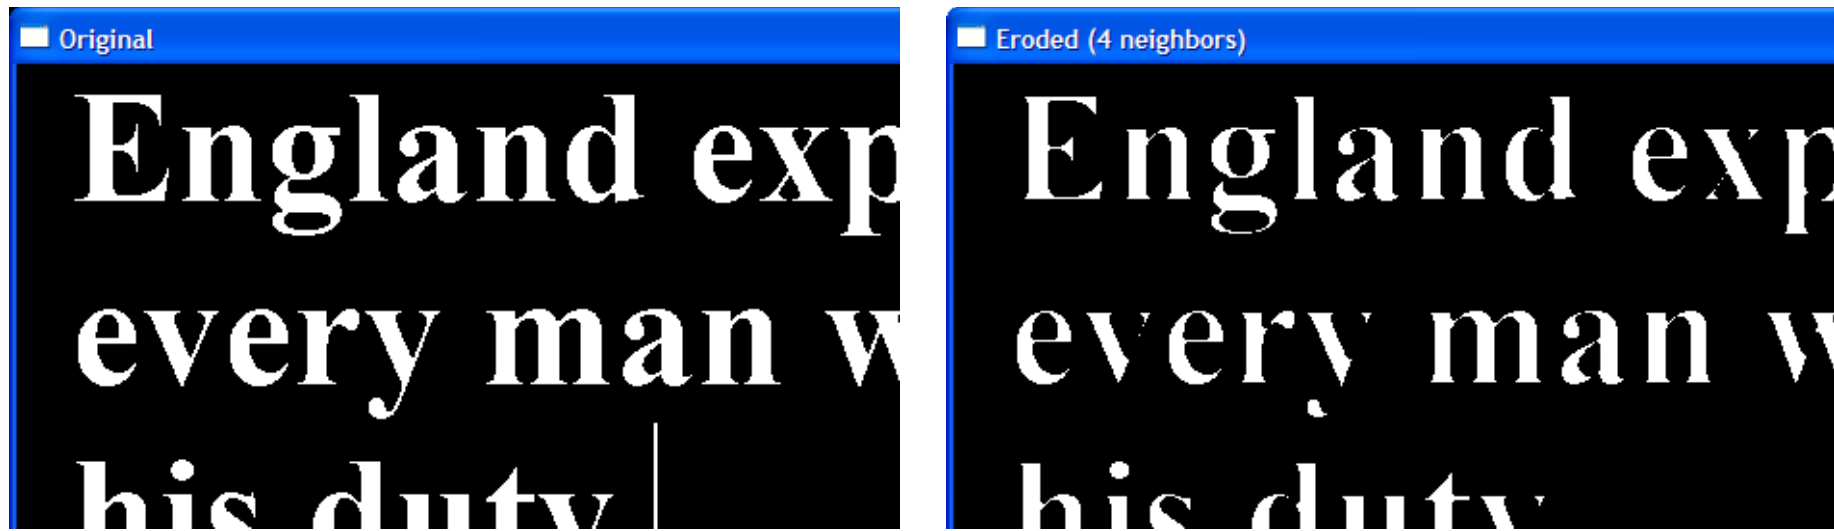 Original
England exp
every man w
his duty
Eroded (4 neighbors)
England exp
every man w
his duty